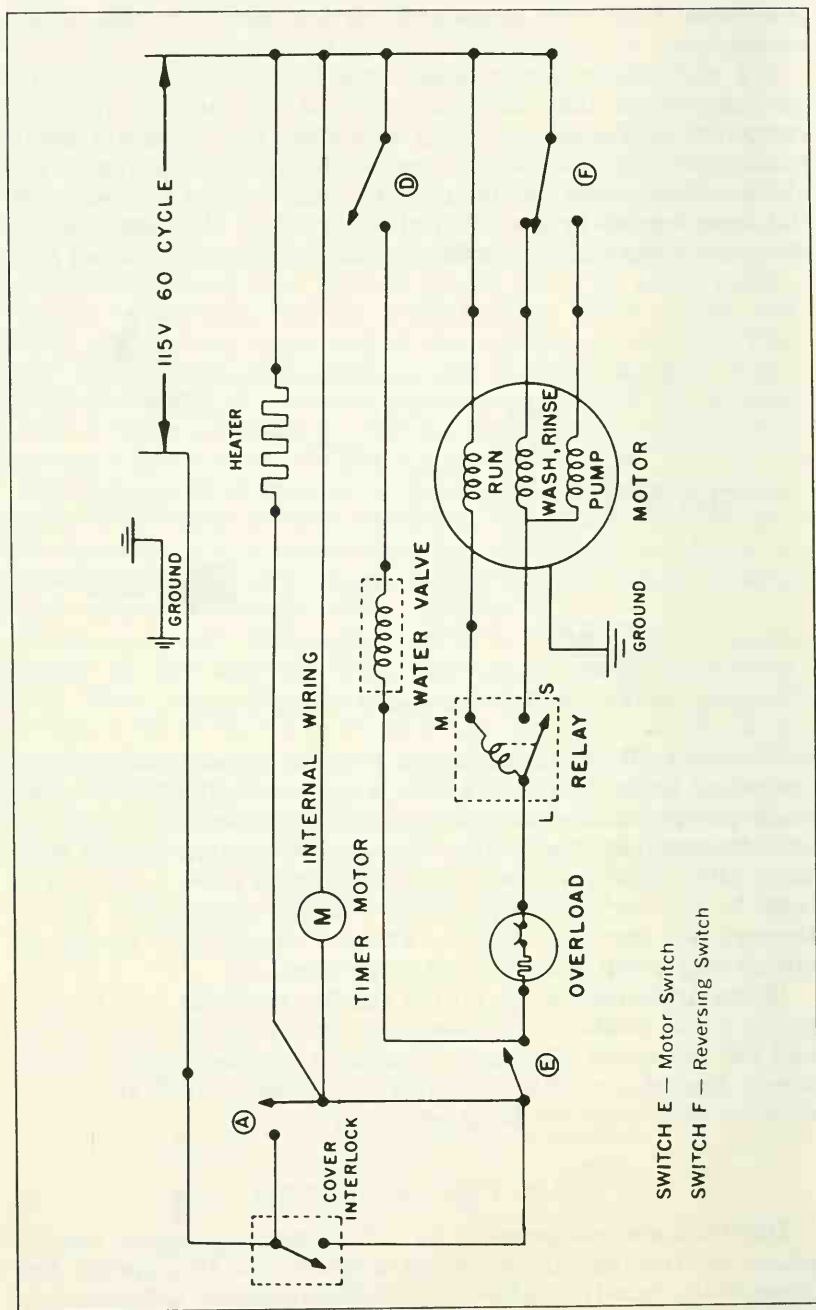 115V 60 CYCLE
GROUND
HEATER
INTERNAL WIRING
M
TIMER MOTOR
WATER VALVE
D
F
RUN
WASH, RINSE
PUMP
MOTOR
GROUND
M
S
L
RELAY
OVERLOAD
E
A
COVER
INTERLOCK
SWITCH E — Motor Switch
SWITCH F — Reversing Switch